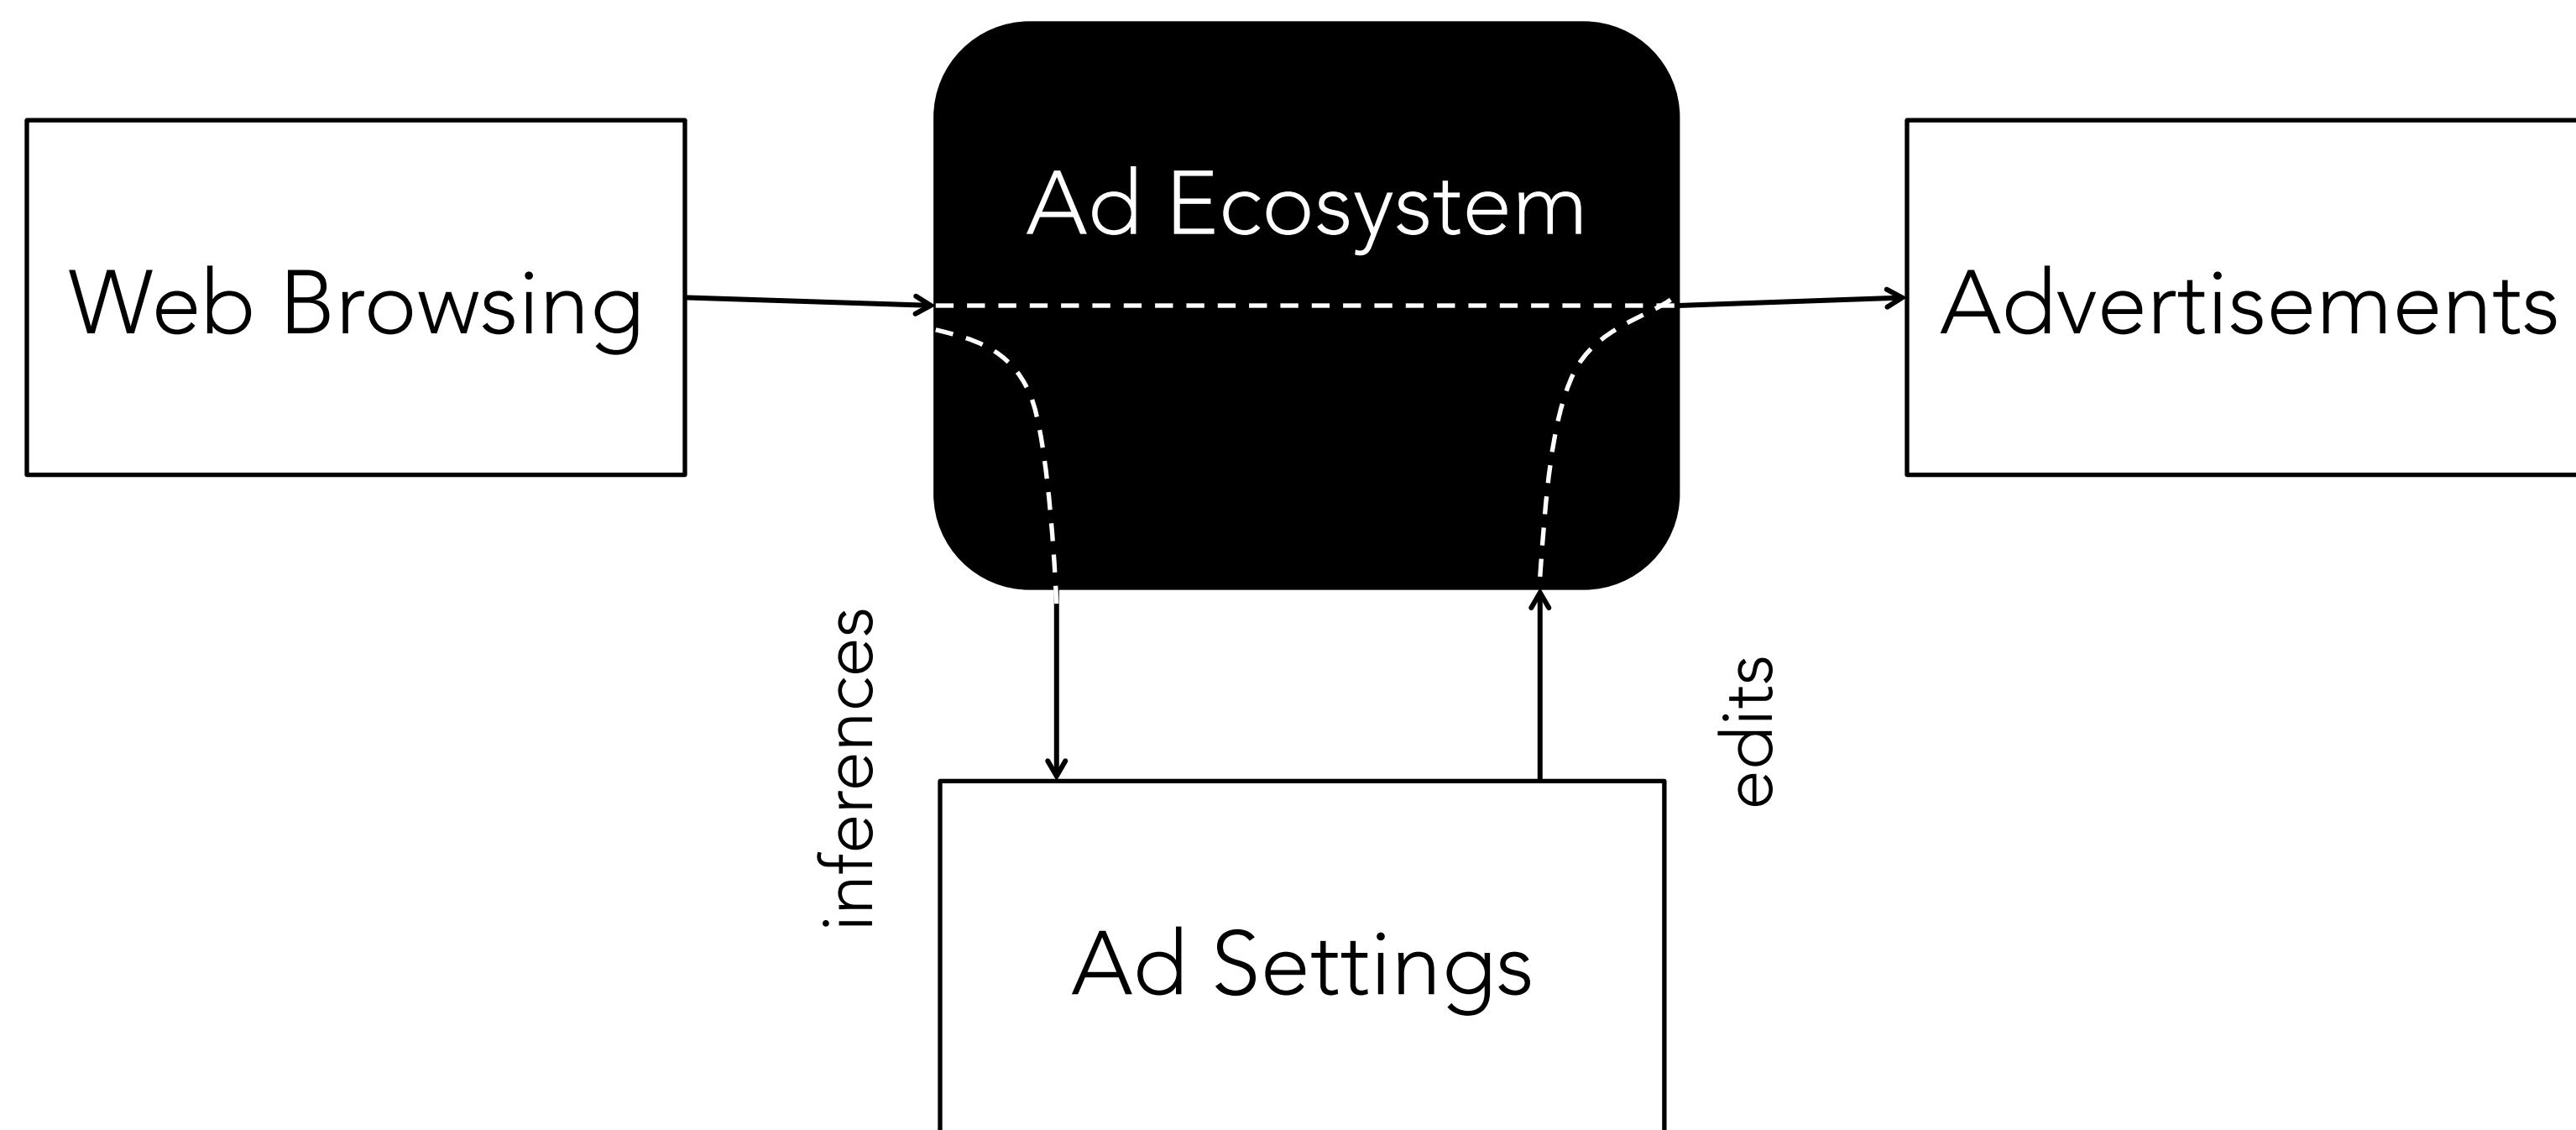 Ad Ecosystem
Web Browsing
Advertisements
inferences
edits
Ad Settings